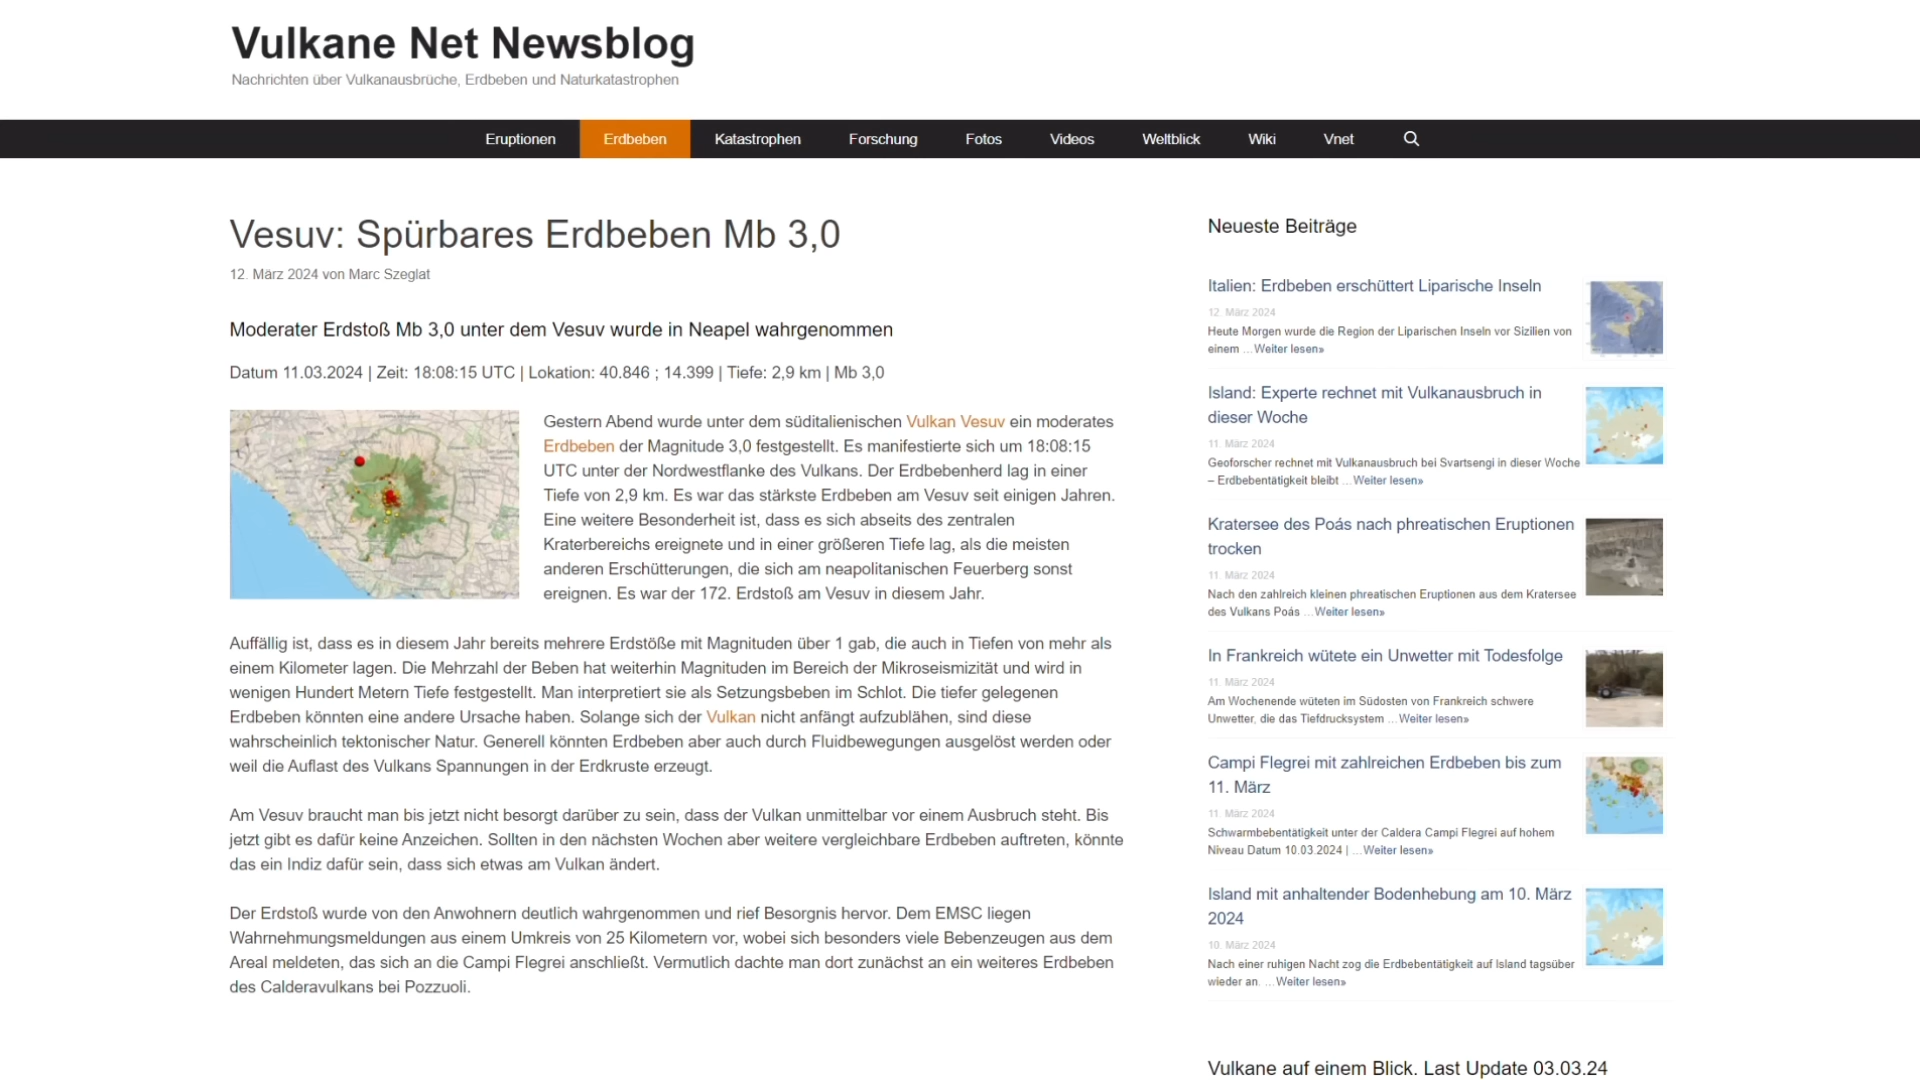 Vulkane Net Newsblog
Nachrichten über Vulkanausbrüche, Erdbeben und Naturkatastrophen
Eruptionen Erdbeben Katastrophen Forschung Fotos Videos Weltblick Wiki Vnet
Vesuv: Spürbares Erdbeben Mb 3,0
12. März 2024 von Marc Szeglat
Moderater Erdstoß Mb 3,0 unter dem Vesuv wurde in Neapel wahrgenommen
Datum 11.03.2024 | Zeit: 18:08:15 UTC | Lokation: 40.846 ; 14.399 | Tiefe: 2,9 km | Mb 3,0
Gestern Abend wurde unter dem süditalienischen Vulkan Vesuv ein moderates
Erdbeben der Magnitude 3,0 festgestellt. Es manifestierte sich um 18:08:15
UTC unter der Nordwestflanke des Vulkans. Der Erdbebenherd lag in einer
Tiefe von 2,9 km. Es war das stärkste Erdbeben am Vesuv seit einigen Jahren.
Eine weitere Besonderheit ist, dass es sich abseits des zentralen
Kraterbereichs ereignete und in einer größeren Tiefe lag, als die meisten
anderen Erschütterungen, die sich am neapolitanischen Feuerberg sonst
ereignen. Es war der 172. Erdstoß am Vesuv in diesem Jahr.
Auffällig ist, dass es in diesem Jahr bereits mehrere Erdstöße mit Magnituden über 1 gab, die auch in Tiefen von mehr als
einem Kilometer lagen. Die Mehrzahl der Beben hat weiterhin Magnituden im Bereich der Mikroseismizität und wird in
wenigen Hundert Metern Tiefe festgestellt. Man interpretiert sie als Setzungsbeben im Schlot. Die tiefer gelegenen
Erdbeben könnten eine andere Ursache haben. Solange sich der Vulkan nicht anfängt aufzublähen, sind diese
wahrscheinlich tektonischer Natur. Generell könnten Erdbeben aber auch durch Fluidbewegungen ausgelöst werden oder
weil die Auflast des Vulkans Spannungen in der Erdkruste erzeugt.
Am Vesuv braucht man bis jetzt nicht besorgt darüber zu sein, dass der Vulkan unmittelbar vor einem Ausbruch steht. Bis
jetzt gibt es dafür keine Anzeichen. Sollten in den nächsten Wochen aber weitere vergleichbare Erdbeben auftreten, könnte
das ein Indiz dafür sein, dass sich etwas am Vulkan ändert.
Der Erdstoß wurde von den Anwohnern deutlich wahrgenommen und rief Besorgnis hervor. Dem EMSC liegen
Wahrnehmungsmeldungen aus einem Umkreis von 25 Kilometern vor, wobei sich besonders viele Bebenzeugen aus dem
Areal meldeten, das sich an die Campi Flegrei anschließt. Vermutlich dachte man dort zunächst an ein weiteres Erdbeben
des Calderavulkans bei Pozzuoli.
Neueste Beiträge
Italien: Erdbeben erschüttert Liparische Inseln
12. März 2024
Heute Morgen wurde die Region der Liparischen Inseln vor Sizilien von
einem ...Weiter lesen»
Island: Experte rechnet mit Vulkanausbruch in
dieser Woche
11. März 2024
Geoforscher rechnet mit Vulkanausbruch bei Svartsengi in dieser Woche
– Erdbebentätigkeit bleibt ...Weiter lesen»
Kratersee des Poás nach phreatischen Eruptionen
trocken
11. März 2024
Nach den zahlreich kleinen phreatischen Eruptionen aus dem Kratersee
des Vulkans Poás ...Weiter lesen»
In Frankreich wütete ein Unwetter mit Todesfolge
11. März 2024
Am Wochenende wüteten im Südosten von Frankreich schwere
Unwetter, die das Tiefdrucksystem ...Weiter lesen»
Campi Flegrei mit zahlreichen Erdbeben bis zum
11. März
11. März 2024
Schwarmbebentätigkeit unter der Caldera Campi Flegrei auf hohem
Niveau Datum 10.03.2024 | ...Weiter lesen»
Island mit anhaltender Bodenhebung am 10. März
2024
10. März 2024
Nach einer ruhigen Nacht zog die Erdbebentätigkeit auf Island tagsüber
wieder an. ...Weiter lesen»
Vulkane auf einem Blick. Last Update 03.03.24